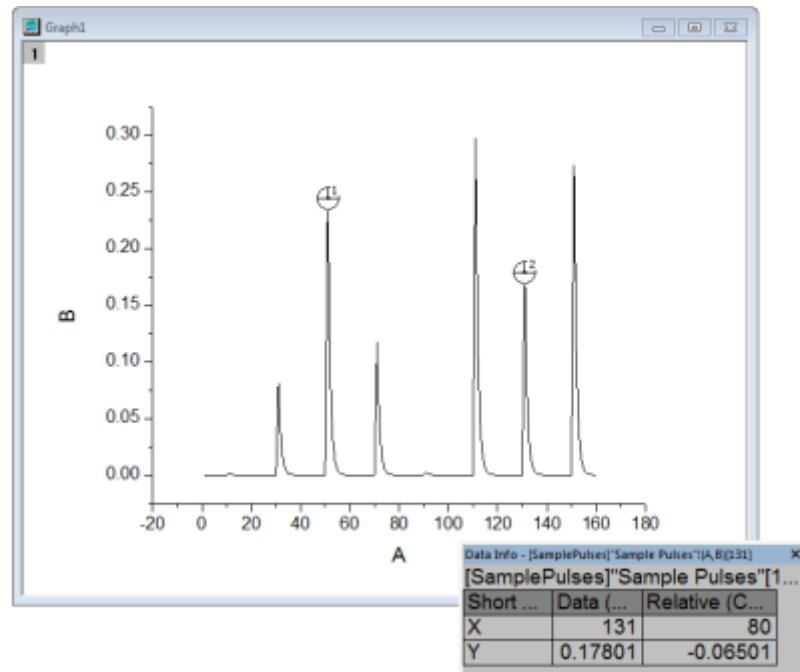 Graph1
1
0.30
0.25
0.20
0.15
0.10
0.05
0.00
B
1
2
-20 0 20 40 60 80 100 120 140 160 180
A
Data Info - [SamplePulses]"Sample Pulses"!(A,B)[131]
[SamplePulses]"Sample Pulses"[1...
Short ... Data (... Relative (C...
X 131 80
Y 0.17801 -0.06501